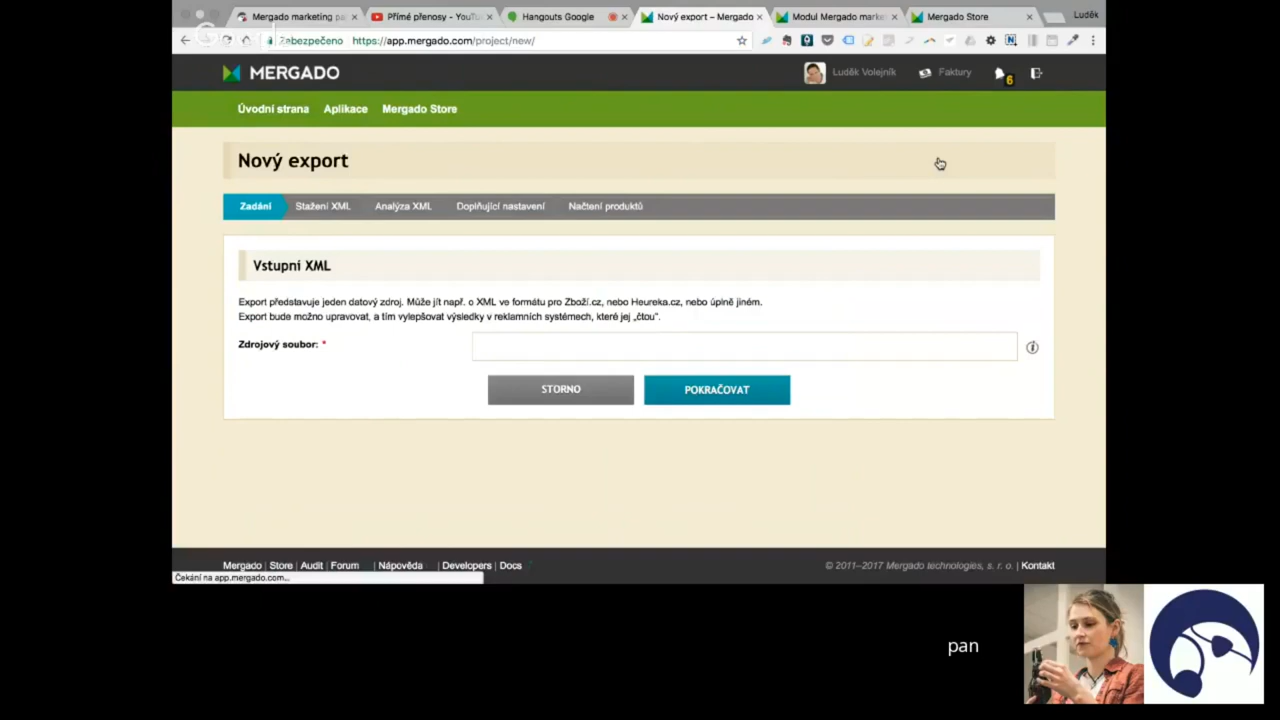 Mergado marketing pa
Přímé přenosy - YouTu
Hangouts Google
Nový export – Mergado
Modul Mergado marke
Mergado Store
Luděk
Zabezpečeno https://app.mergado.com/project/new/
MERGADO
Luděk Volejník
Faktury
6
Úvodní strana Aplikace Mergado Store
Nový export
Zadání Stažení XML Analýza XML Doplňující nastavení Načtení produktů
Vstupní XML
Export představuje jeden datový zdroj. Může jít např. o XML ve formátu pro Zboží.cz, nebo Heureka.cz, nebo úplně jiném.
Export bude možno upravovat, a tím vylepšovat výsledky v reklamních systémech, které jej „čtou".
Zdrojový soubor: *
STORNO
POKRAČOVAT
Mergado | Store | Audit | Forum | Nápověda | Developers | Docs
© 2011–2017 Mergado technologies, s. r. o. | Kontakt
Čekání na app.mergado.com...
pan